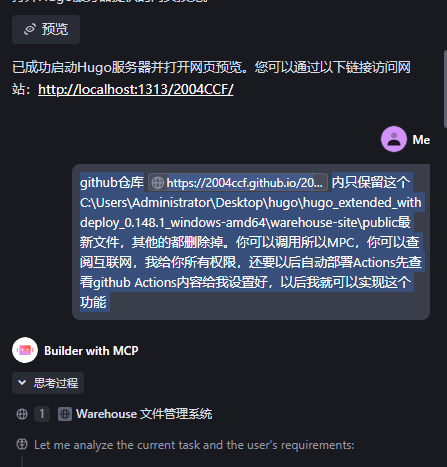 预览
已成功启动Hugo服务器并打开网页预览。您可以通过以下链接访问网
站：http://localhost:1313/2004CCF/
Me
github仓库 https://2004ccf.github.io/20... 内只保留这个
C:\Users\Administrator\Desktop\hugo\hugo_extended_with
deploy_0.148.1_windows-amd64\warehouse-site\public最
新文件，其他的都删除掉。你可以调用所以MPC，你可以查
阅互联网，我给你所有权限，还要以后自动部署Actions先查
看github Actions内容给我设置好，以后我就可以实现这个
功能
Builder with MCP
思考过程
1 Warehouse 文件管理系统
Let me analyze the current task and the user's requirements: